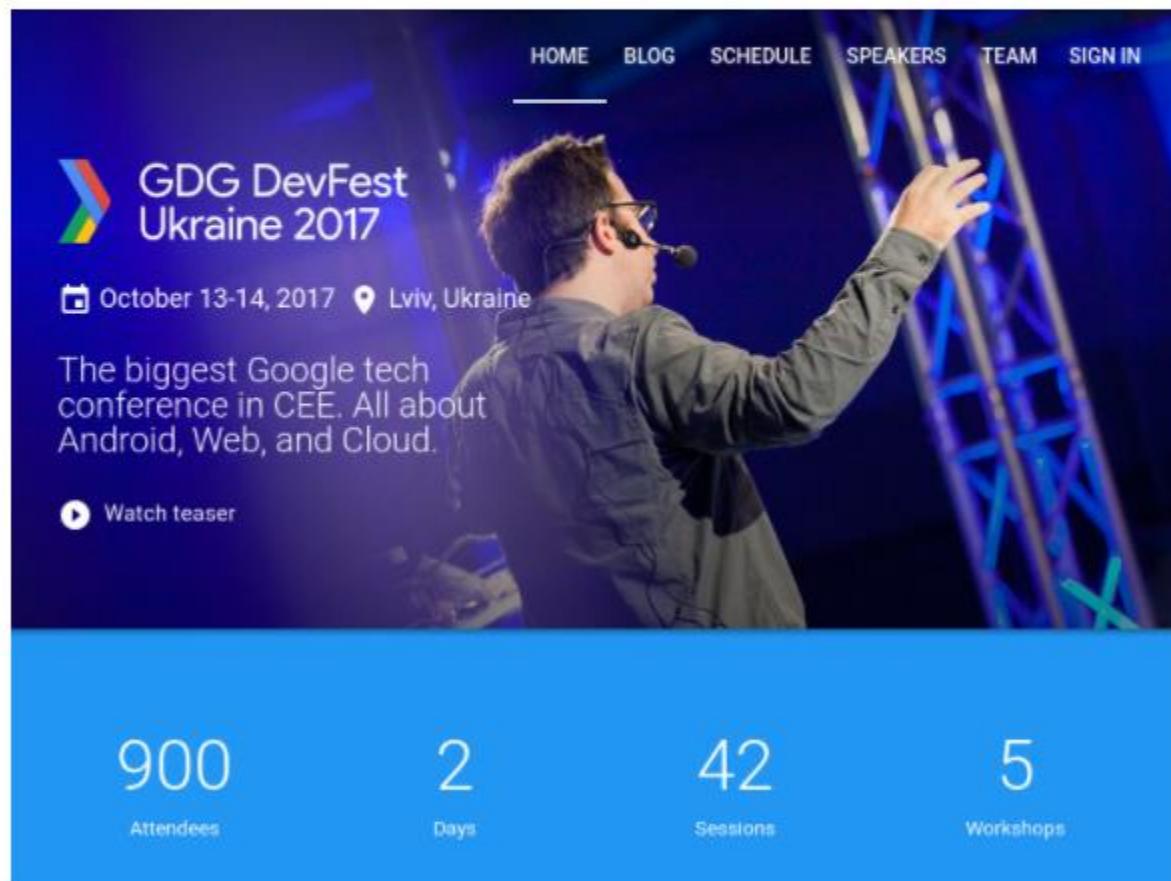 HOME BLOG SCHEDULE SPEAKERS TEAM SIGN IN
GDG DevFest
Ukraine 2017
October 13-14, 2017 Lviv, Ukraine
The biggest Google tech
conference in CEE. All about
Android, Web, and Cloud.
Watch teaser
900 2 42 5
Attendees Days Sessions Workshops